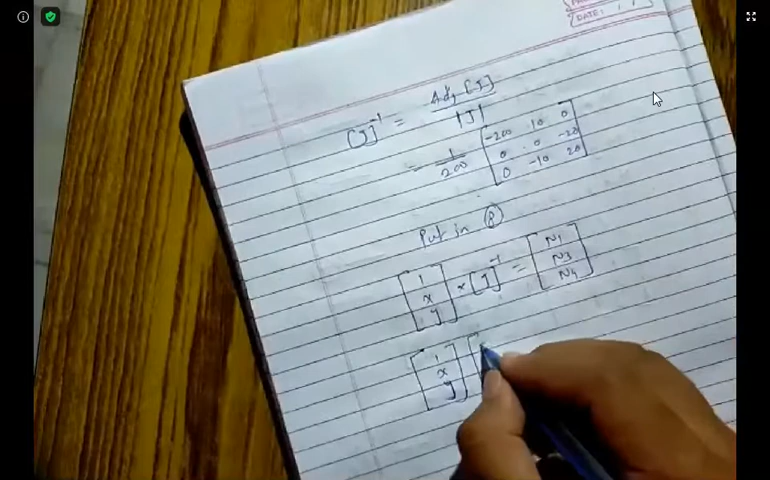 DATE:
[J]⁻¹ = Adj [J] / |J|
= 1/200 [ -200 10 0
0 0 -20
0 -10 20 ]
Put in Ⓡ
[ 1 x y ] × [J]⁻¹ = [ N1 N3 N4 ]
[ 1 x y ] [